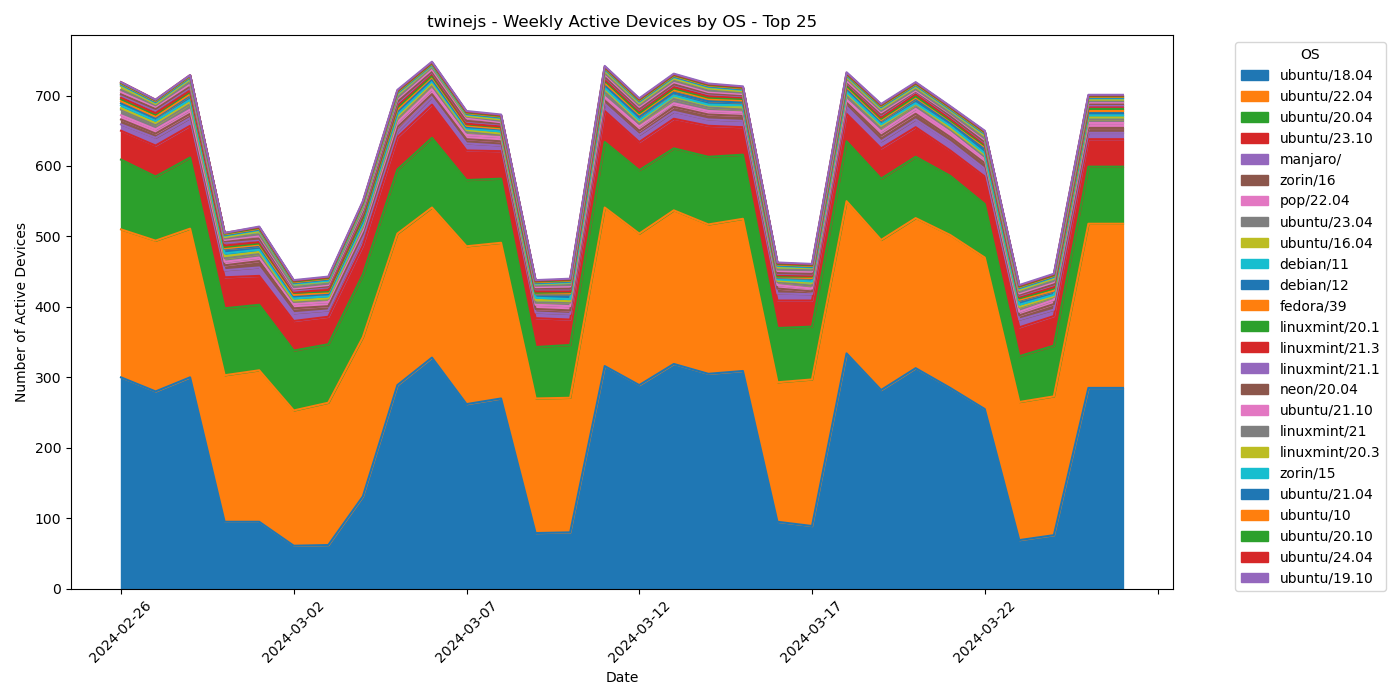 twinejs - Weekly Active Devices by OS - Top 25
Number of Active Devices
700
600
500
400
300
200
100
0
2024-02-26
2024-03-02
2024-03-07
2024-03-12
2024-03-17
2024-03-22
Date
OS
ubuntu/18.04
ubuntu/22.04
ubuntu/20.04
ubuntu/23.10
manjaro/
zorin/16
pop/22.04
ubuntu/23.04
ubuntu/16.04
debian/11
debian/12
fedora/39
linuxmint/20.1
linuxmint/21.3
linuxmint/21.1
neon/20.04
ubuntu/21.10
linuxmint/21
linuxmint/20.3
zorin/15
ubuntu/21.04
ubuntu/10
ubuntu/20.10
ubuntu/24.04
ubuntu/19.10